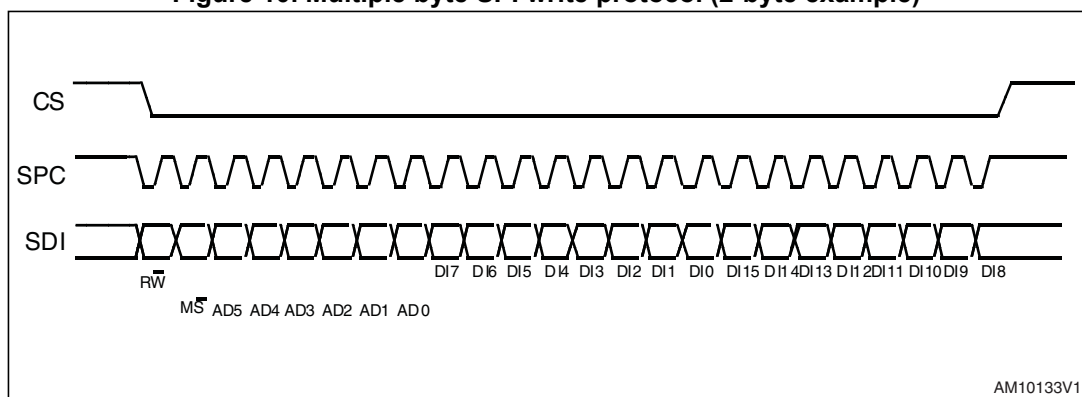 Figure 10. Multiple byte SPI write protocol (2-byte example)
CS
SPC
SDI
RW̅ DI7 DI6 DI5 DI4 DI3 DI2 DI1 DI0 DI15 DI14 DI13 DI12 DI11 DI10 DI9 DI8
MS̅ AD5 AD4 AD3 AD2 AD1 AD0
AM10133V1